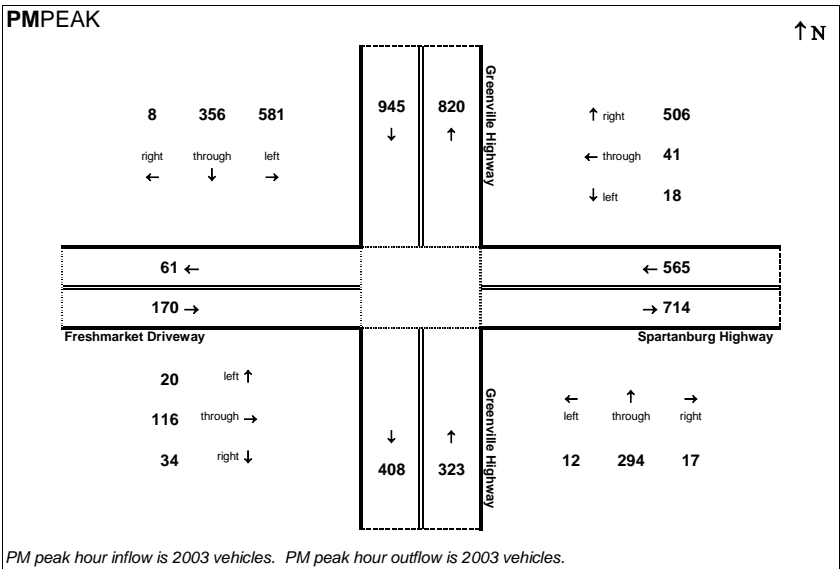 PMPEAK
↑ N
8 356 581
right through left
← ↓ →
945 820
↓ ↑
Greenville Highway
↑ right 506
← through 41
↓ left 18
61 ←
170 →
← 565
→ 714
Freshmarket Driveway
Spartanburg Highway
20 left ↑
116 through →
34 right ↓
↓ ↑
408 323
Greenville Highway
← ↑ →
left through right
12 294 17
PM peak hour inflow is 2003 vehicles. PM peak hour outflow is 2003 vehicles.